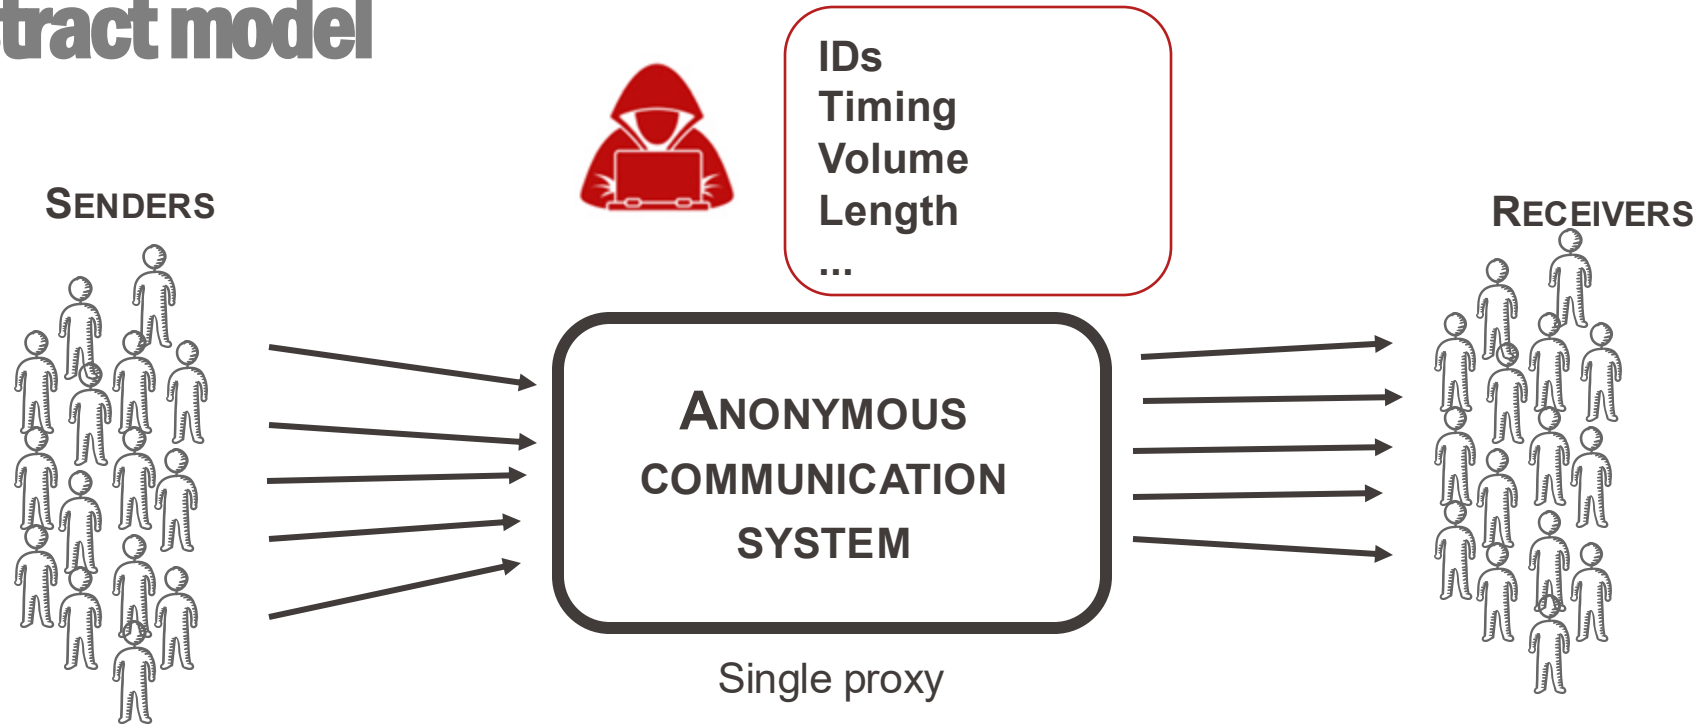 tract model
IDs
Timing
Volume
Length
...
SENDERS
RECEIVERS
ANONYMOUS
COMMUNICATION
SYSTEM
Single proxy